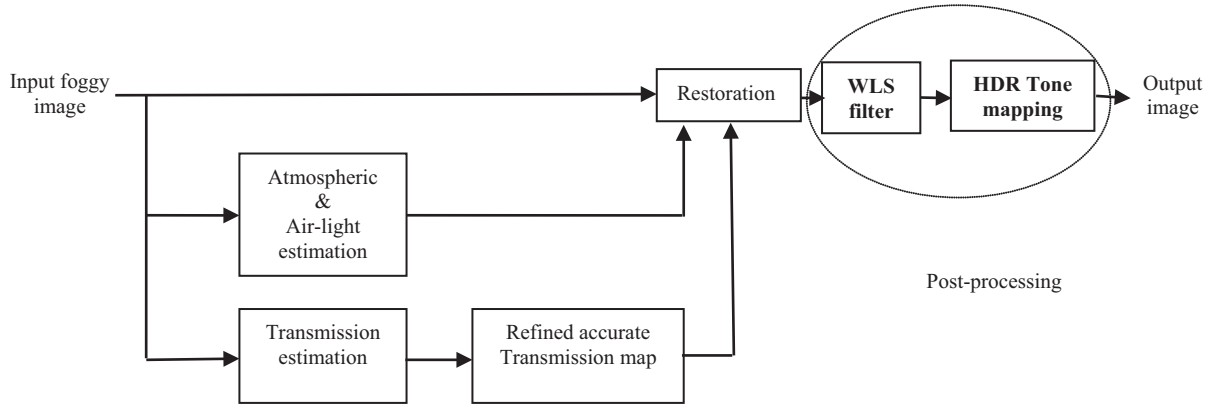 Input foggy
image
Restoration
WLS
filter
HDR Tone
mapping
Output
image
Atmospheric
&
Air-light
estimation
Post-processing
Transmission
estimation
Refined accurate
Transmission map